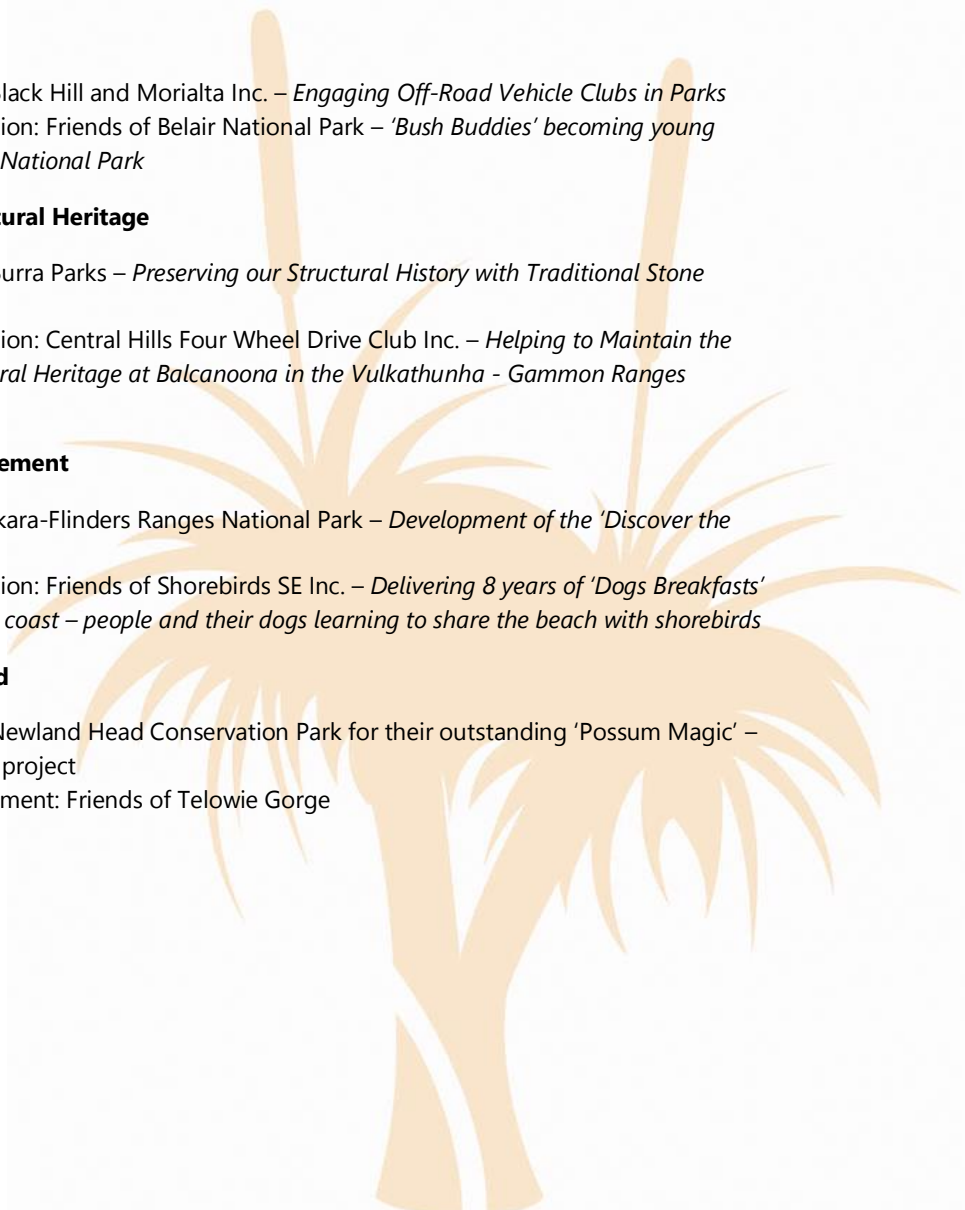 lack Hill and Morialta Inc. – Engaging Off-Road Vehicle Clubs in Parks
ion: Friends of Belair National Park – ‘Bush Buddies’ becoming young
National Park
tural Heritage
urra Parks – Preserving our Structural History with Traditional Stone
ion: Central Hills Four Wheel Drive Club Inc. – Helping to Maintain the
ral Heritage at Balcanoona in the Vulkathunha - Gammon Ranges
ement
kara-Flinders Ranges National Park – Development of the ‘Discover the
ion: Friends of Shorebirds SE Inc. – Delivering 8 years of ‘Dogs Breakfasts’
coast – people and their dogs learning to share the beach with shorebirds
d
Newland Head Conservation Park for their outstanding ‘Possum Magic’ –
project
ment: Friends of Telowie Gorge